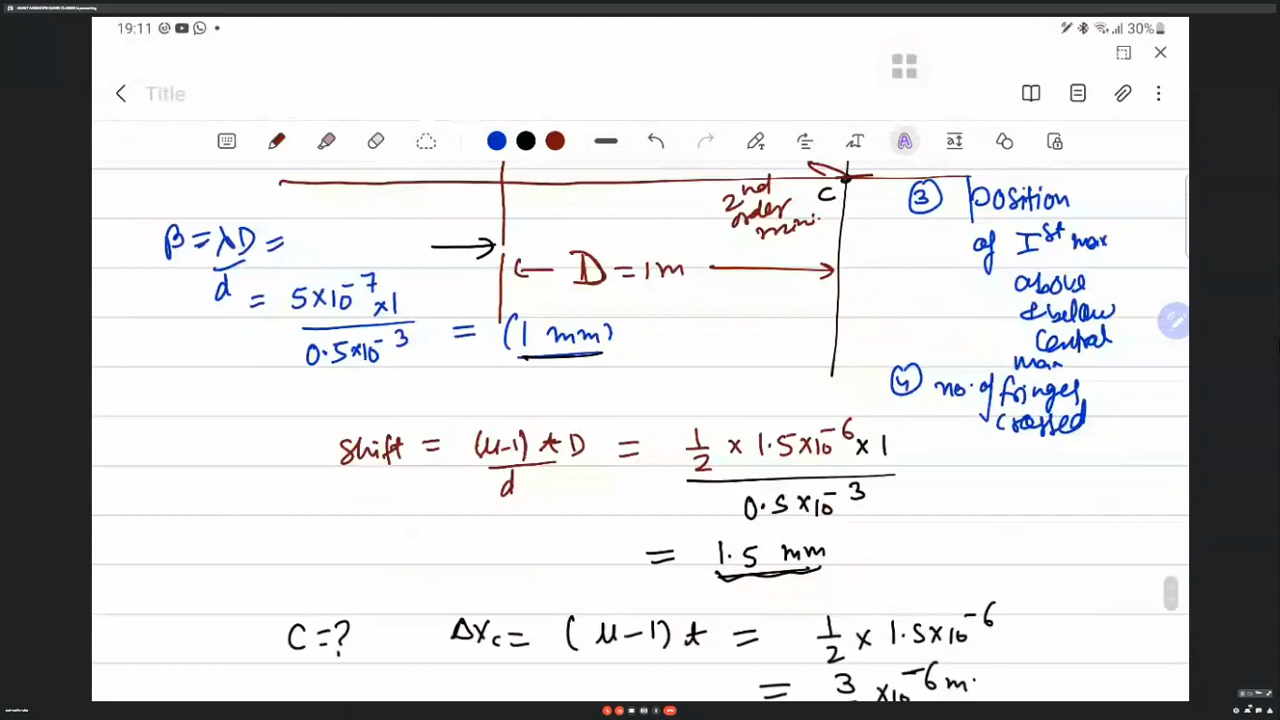 19:11
30%
Title
2nd order mini.
C
③ Position of Ist max above & below Central max
β = λD/d =
D = 1m
= 5×10⁻⁷×1 / 0.5×10⁻³ = (1 mm)
④ no. of fringes crossed
Shift = (μ-1) t D / d = 1/2 × 1.5×10⁻⁶ × 1 / 0.5×10⁻³
= 1.5 mm
C = ? ΔXc = (μ-1) t = 1/2 × 1.5×10⁻⁶
= 3 ×10⁻⁶ m.